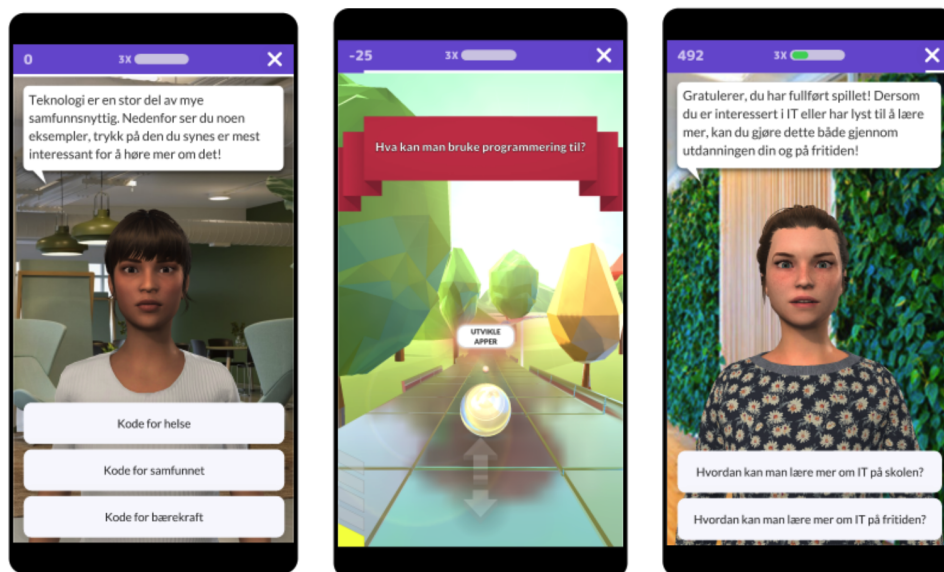 0
3X
Teknologi er en stor del av mye
samfunnsnyttig. Nedenfor ser du noen
eksempler, trykk på den du synes er mest
interessant for å høre mer om det!
Kode for helse
Kode for samfunnet
Kode for bærekraft
-25
3X
Hva kan man bruke programmering til?
UTVIKLE
APPER
492
3X
Gratulerer, du har fullført spillet! Dersom
du er interessert i IT eller har lyst til å lære
mer, kan du gjøre dette både gjennom
utdanningen din og på fritiden!
Hvordan kan man lære mer om IT på skolen?
Hvordan kan man lære mer om IT på fritiden?